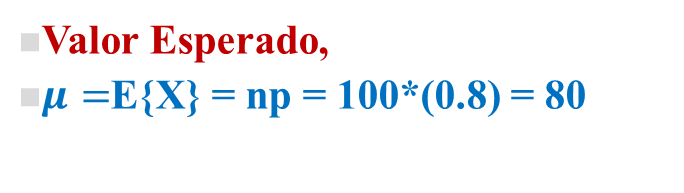 Valor Esperado,
μ =E{X} = np = 100*(0.8) = 80